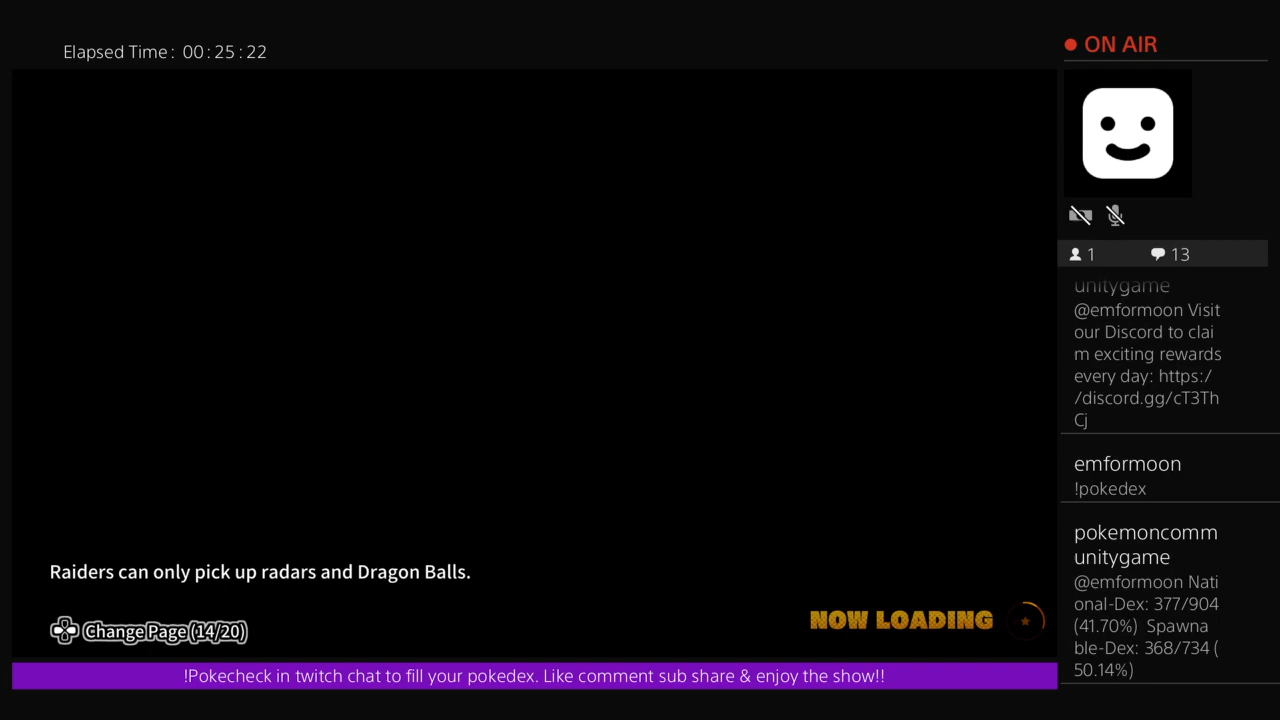 Elapsed Time: 00:25:22
ON AIR
1
13
unitygame
@emformoon Visit
our Discord to clai
m exciting rewards
every day: https:/
/discord.gg/cT3Th
Cj
emformoon
!pokedex
pokemoncomm
unitygame
@emformoon Nati
onal-Dex: 377/904
(41.70%) Spawna
ble-Dex: 368/734 (
50.14%)
Raiders can only pick up radars and Dragon Balls.
Change Page (14/20)
NOW LOADING
!Pokecheck in twitch chat to fill your pokedex. Like comment sub share & enjoy the show!!